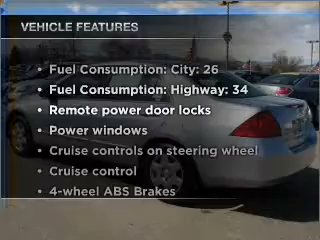 VEHICLE FEATURES
• Fuel Consumption: City: 26
• Fuel Consumption: Highway: 34
• Remote power door locks
• Power windows
• Cruise controls on steering wheel
• Cruise control
• 4-wheel ABS Brakes